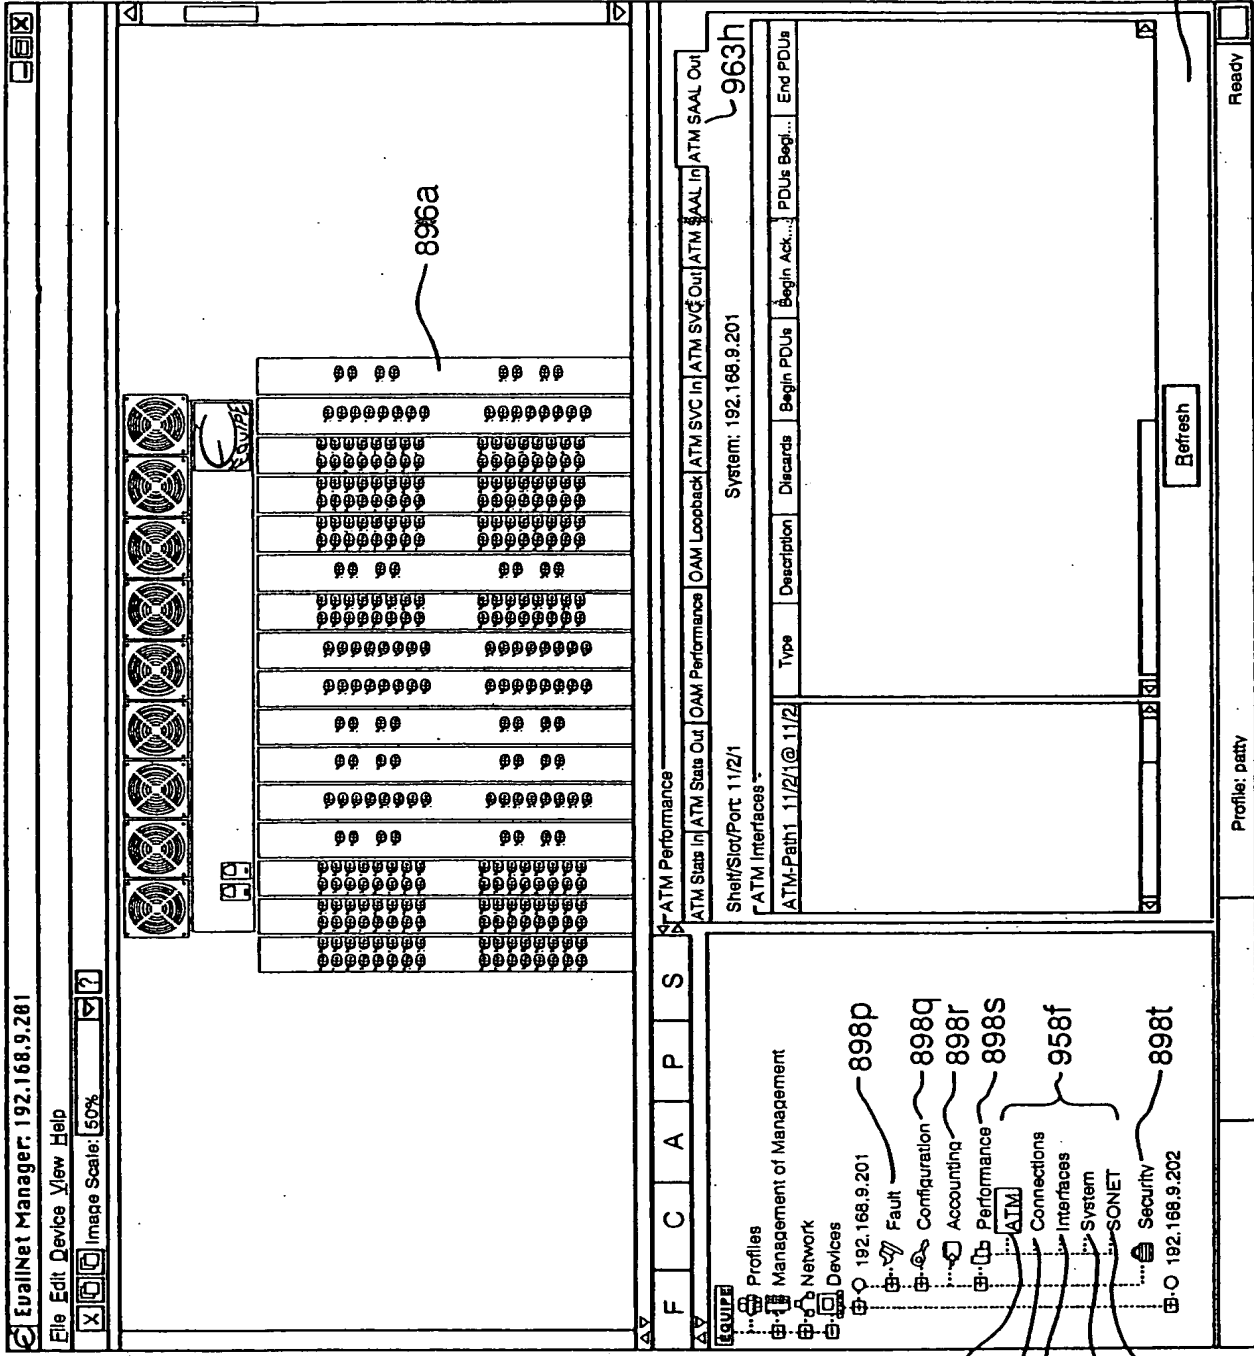 EualiNet Manager: 192.168.9.201
File Edit Device View Help
X Image Scale: 50% ?
EQUIPE
896a
F C A P S
EQUIPE
Profiles
Management of Management
Network
Devices
192.168.9.201
Fault
Configuration
Accounting
Performance
ATM
Connections
Interfaces
System
SONET
Security
192.168.9.202
898p
898q
898r
898s
958f
898t
ATM Performance
ATM Stats In ATM Stats Out OAM Performance OAM Loopback ATM SVC In ATM SVC Out ATM SAAL In ATM SAAL Out
963h
Shelf/Slot/Port: 11/2/1 System: 192.168.9.201
ATM Interfaces
Type Description Discards Begin PDUs Begin Ack... PDUs Begi... End PDUs
ATM-Path1 11/2/1@ 11/2
Refresh
Profile: patty Ready